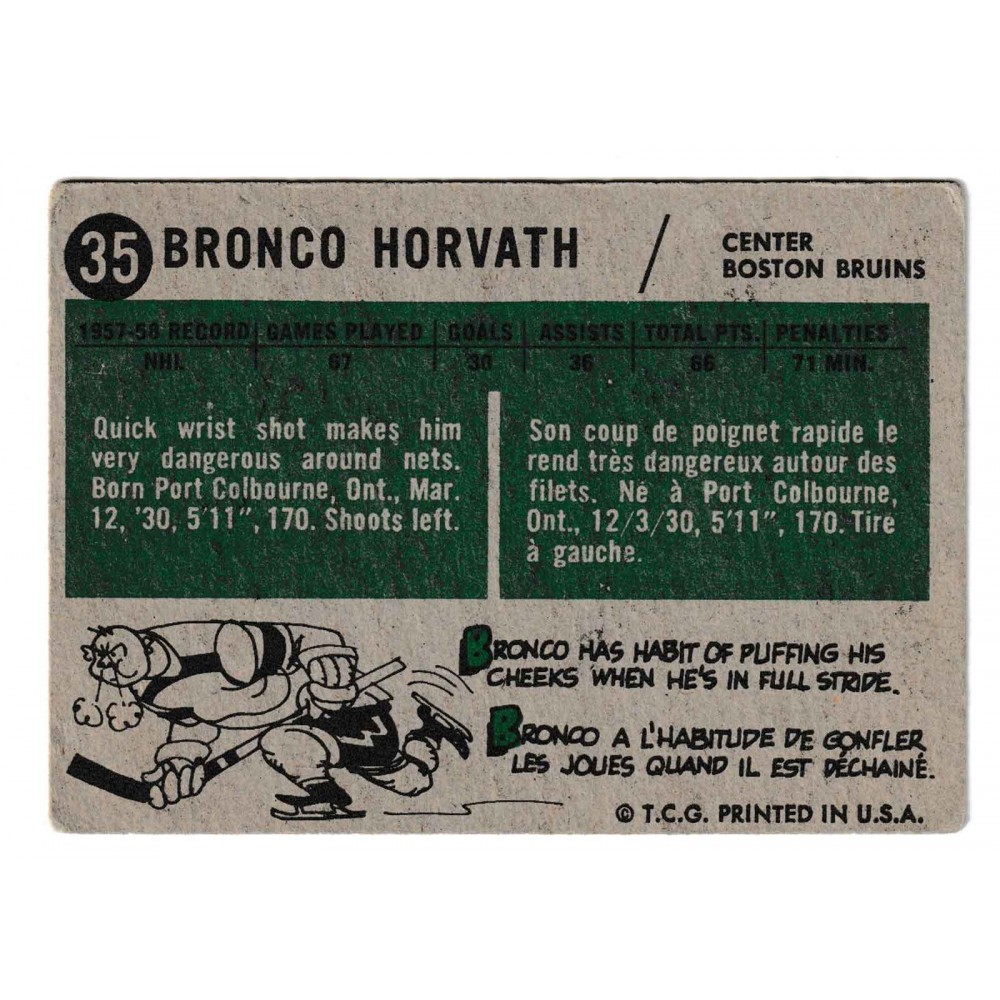 35 BRONCO HORVATH / CENTER
BOSTON BRUINS
1957-58 RECORD GAMES PLAYED GOALS ASSISTS TOTAL PTS. PENALTIES
NHL 67 30 36 66 71 MIN.
Quick wrist shot makes him
very dangerous around nets.
Born Port Colbourne, Ont., Mar.
12, '30, 5'11", 170. Shoots left.
Son coup de poignet rapide le
rend très dangereux autour des
filets. Né à Port Colbourne,
Ont., 12/3/30, 5'11", 170. Tire
à gauche.
BRONCO HAS HABIT OF PUFFING HIS
CHEEKS WHEN HE'S IN FULL STRIDE.
BRONCO A L'HABITUDE DE GONFLER
LES JOUES QUAND IL EST DÉCHAINÉ.
© T.C.G. PRINTED IN U.S.A.